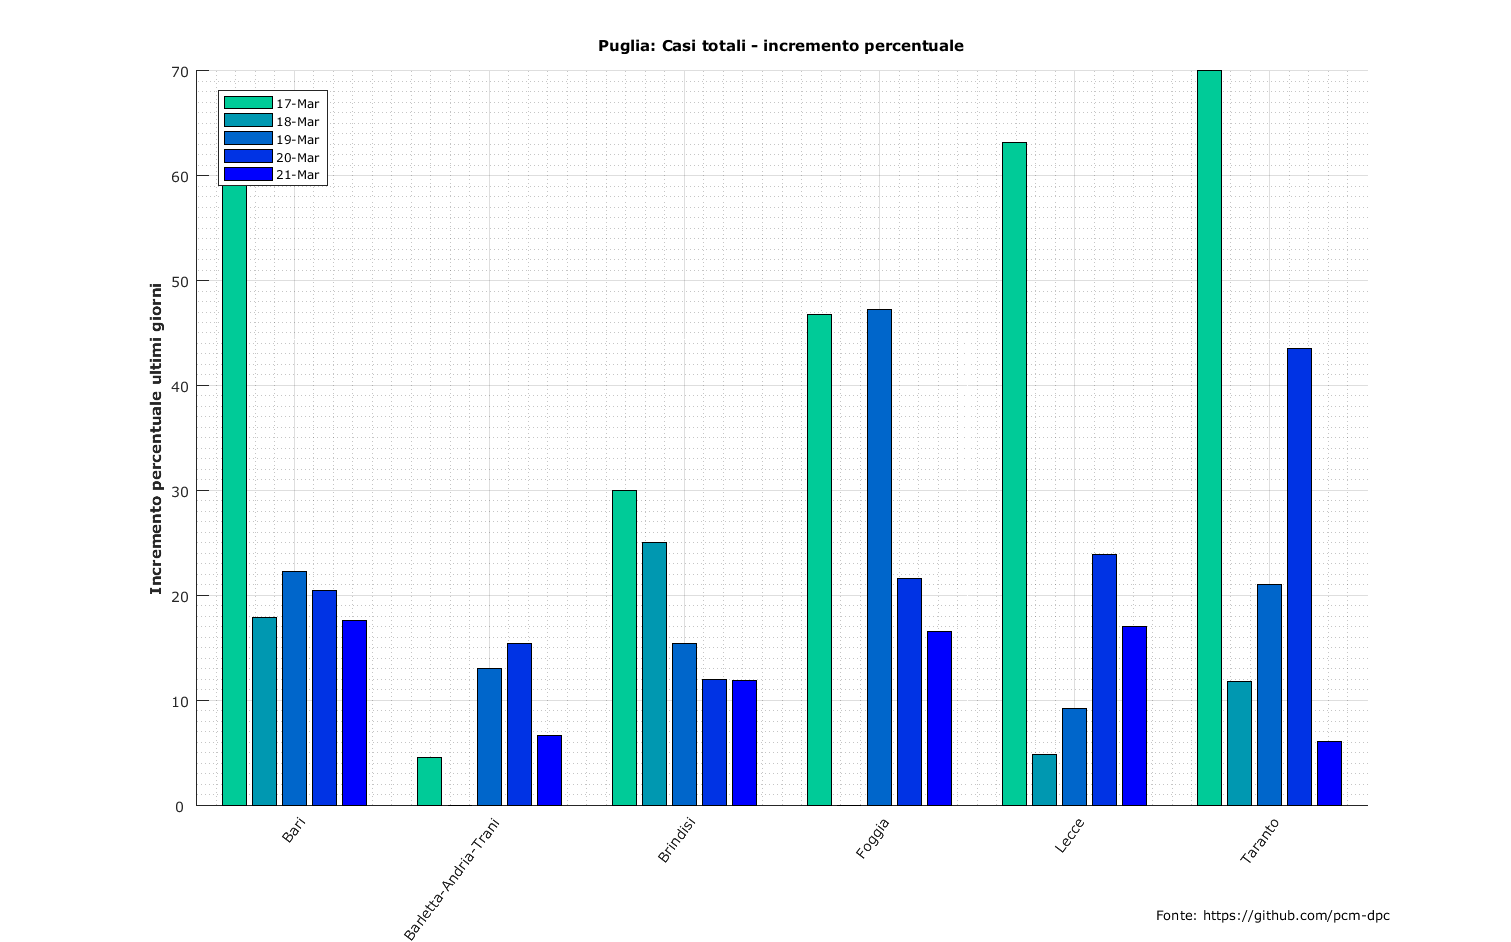 Puglia: Casi totali - incremento percentuale
70
60
50
40
30
20
10
0
Incremento percentuale ultimi giorni
17-Mar
18-Mar
19-Mar
20-Mar
21-Mar
Bari
Barletta-Andria-Trani
Brindisi
Foggia
Lecce
Taranto
Fonte: https://github.com/pcm-dpc